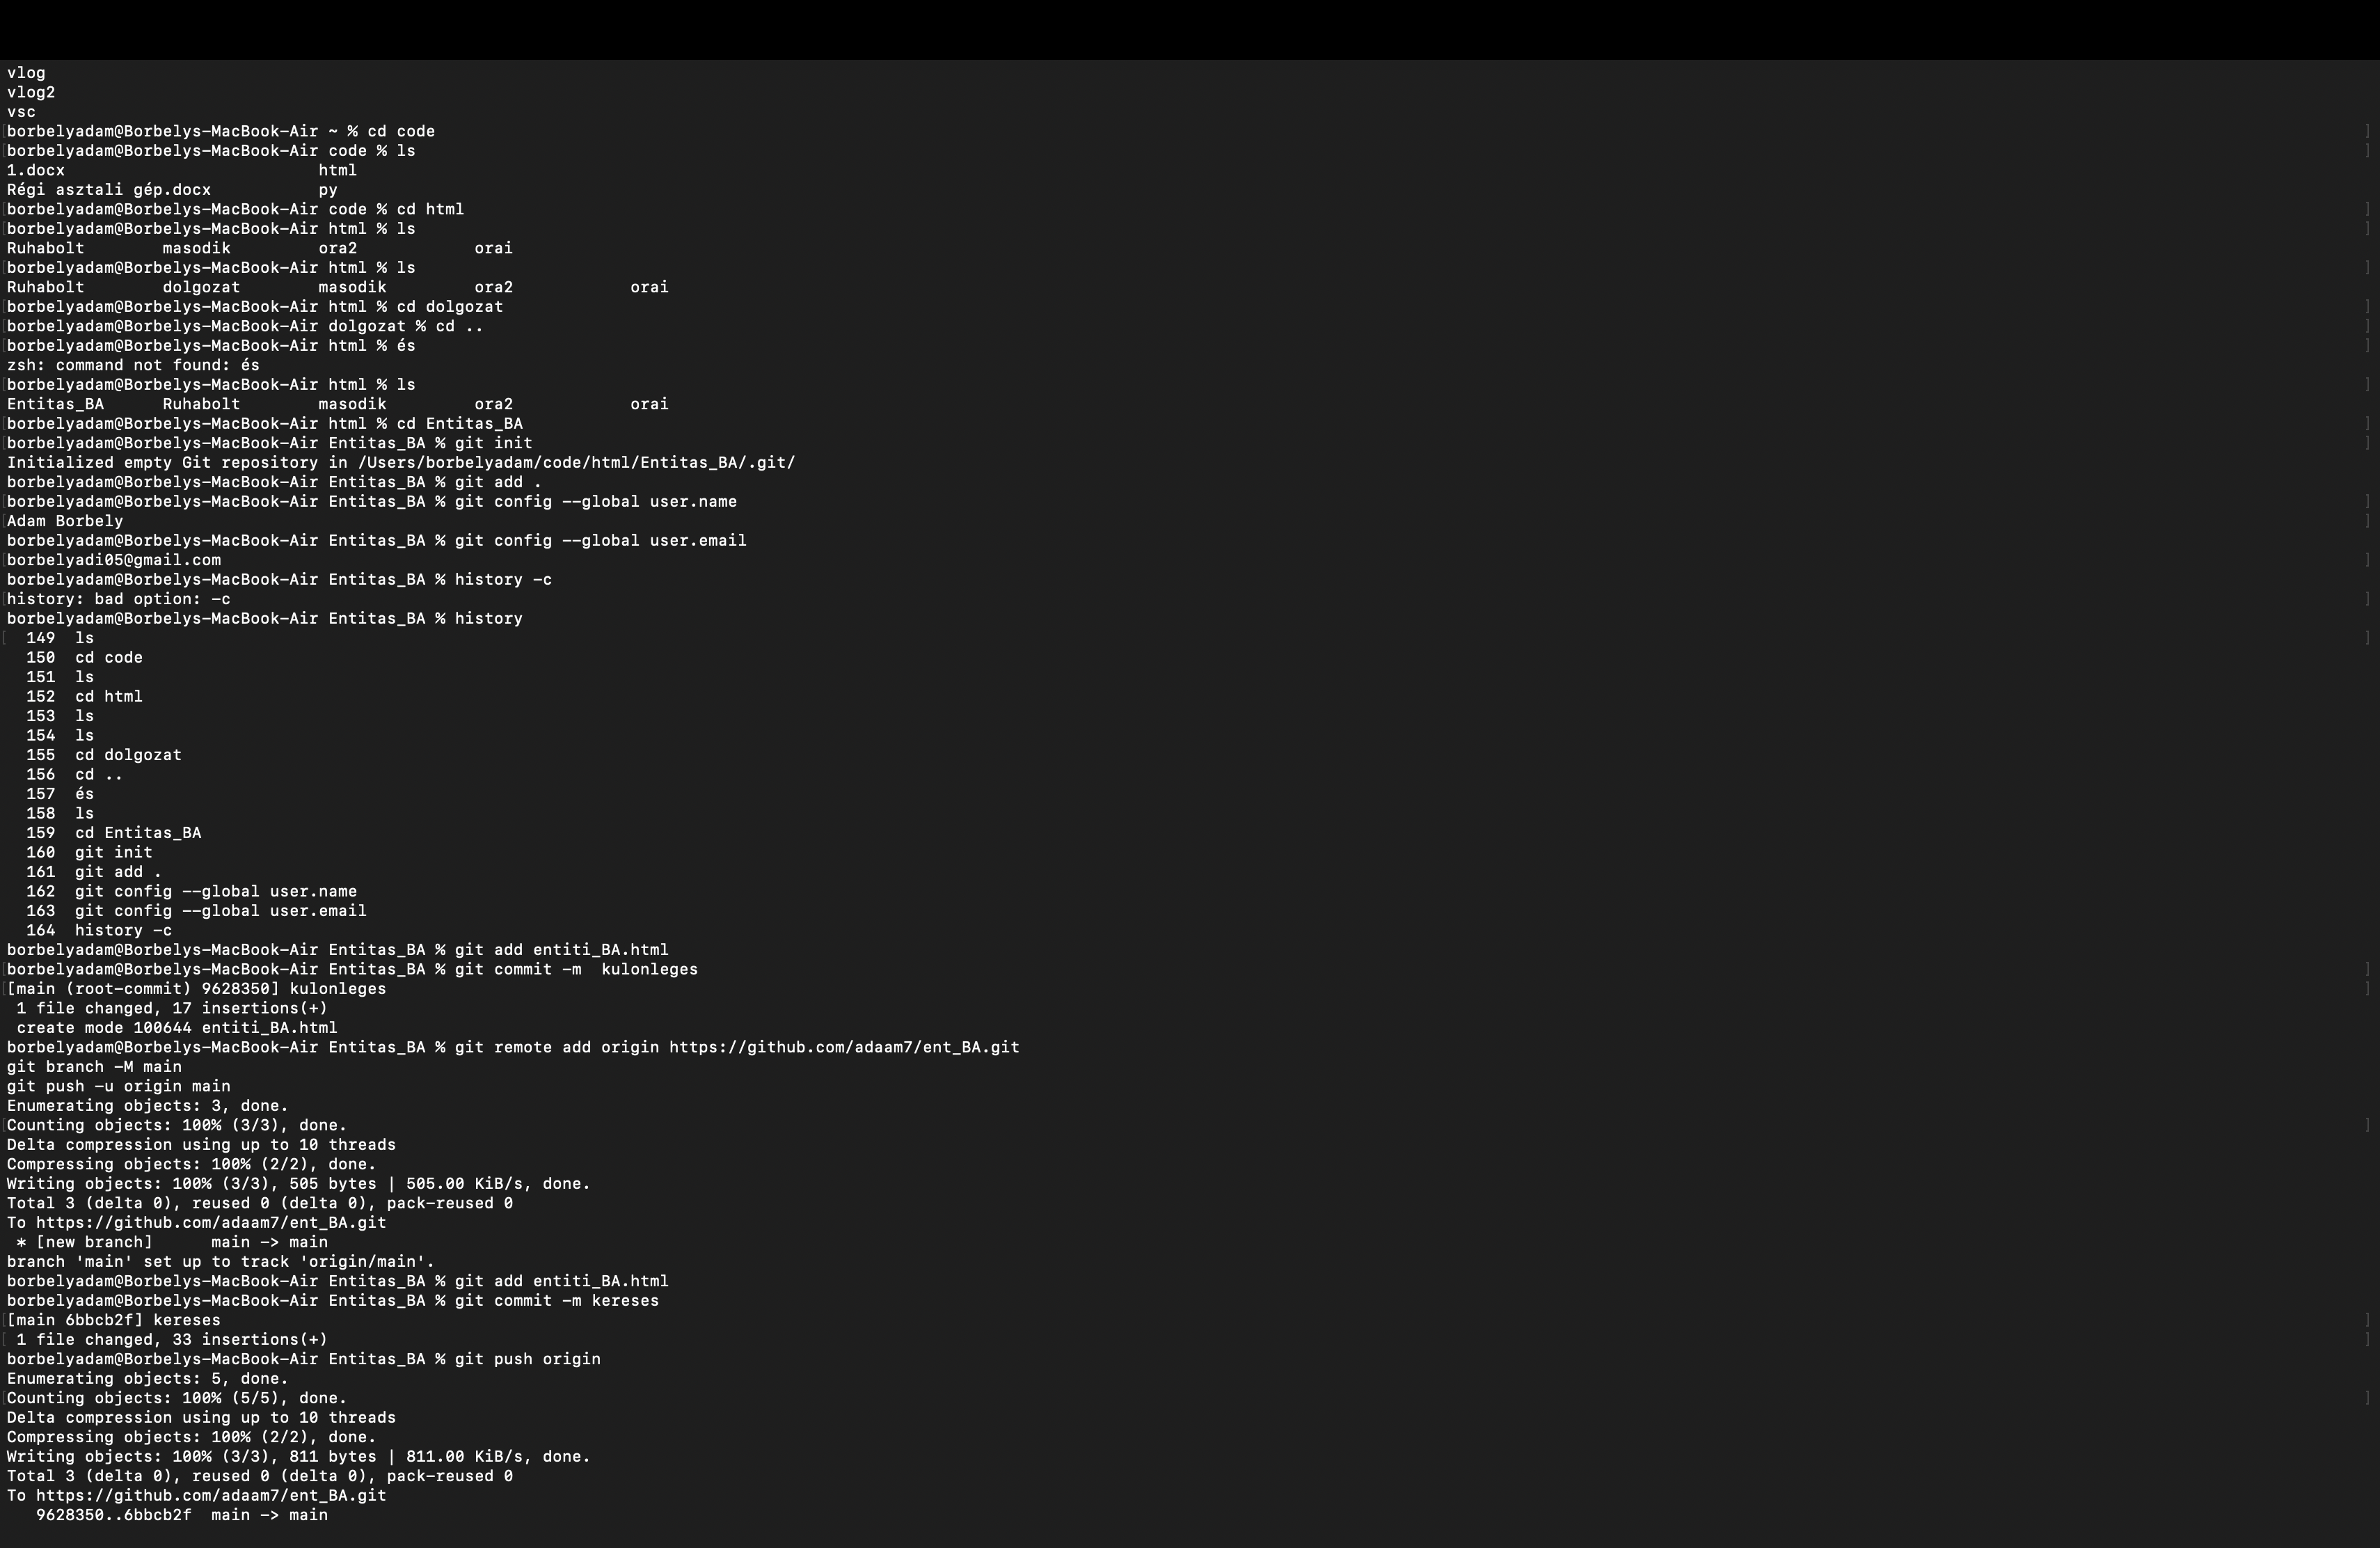 vlog
vlog2
vsc
borbelyadam@Borbelys-MacBook-Air ~ % cd code
borbelyadam@Borbelys-MacBook-Air code % ls
1.docx html
Régi asztali gép.docx py
borbelyadam@Borbelys-MacBook-Air code % cd html
borbelyadam@Borbelys-MacBook-Air html % ls
Ruhabolt masodik ora2 orai
borbelyadam@Borbelys-MacBook-Air html % ls
Ruhabolt dolgozat masodik ora2 orai
borbelyadam@Borbelys-MacBook-Air html % cd dolgozat
borbelyadam@Borbelys-MacBook-Air dolgozat % cd ..
borbelyadam@Borbelys-MacBook-Air html % és
zsh: command not found: és
borbelyadam@Borbelys-MacBook-Air html % ls
Entitas_BA Ruhabolt masodik ora2 orai
borbelyadam@Borbelys-MacBook-Air html % cd Entitas_BA
borbelyadam@Borbelys-MacBook-Air Entitas_BA % git init
Initialized empty Git repository in /Users/borbelyadam/code/html/Entitas_BA/.git/
borbelyadam@Borbelys-MacBook-Air Entitas_BA % git add .
borbelyadam@Borbelys-MacBook-Air Entitas_BA % git config --global user.name
Adam Borbely
borbelyadam@Borbelys-MacBook-Air Entitas_BA % git config --global user.email
borbelyadi05@gmail.com
borbelyadam@Borbelys-MacBook-Air Entitas_BA % history -c
history: bad option: -c
borbelyadam@Borbelys-MacBook-Air Entitas_BA % history
149 ls
150 cd code
151 ls
152 cd html
153 ls
154 ls
155 cd dolgozat
156 cd ..
157 és
158 ls
159 cd Entitas_BA
160 git init
161 git add .
162 git config --global user.name
163 git config --global user.email
164 history -c
borbelyadam@Borbelys-MacBook-Air Entitas_BA % git add entiti_BA.html
borbelyadam@Borbelys-MacBook-Air Entitas_BA % git commit -m  kulonleges
[main (root-commit) 9628350] kulonleges
1 file changed, 17 insertions(+)
create mode 100644 entiti_BA.html
borbelyadam@Borbelys-MacBook-Air Entitas_BA % git remote add origin https://github.com/adaam7/ent_BA.git
git branch -M main
git push -u origin main
Enumerating objects: 3, done.
Counting objects: 100% (3/3), done.
Delta compression using up to 10 threads
Compressing objects: 100% (2/2), done.
Writing objects: 100% (3/3), 505 bytes | 505.00 KiB/s, done.
Total 3 (delta 0), reused 0 (delta 0), pack-reused 0
To https://github.com/adaam7/ent_BA.git
* [new branch] main -> main
branch 'main' set up to track 'origin/main'.
borbelyadam@Borbelys-MacBook-Air Entitas_BA % git add entiti_BA.html
borbelyadam@Borbelys-MacBook-Air Entitas_BA % git commit -m kereses
[main 6bbcb2f] kereses
1 file changed, 33 insertions(+)
borbelyadam@Borbelys-MacBook-Air Entitas_BA % git push origin
Enumerating objects: 5, done.
Counting objects: 100% (5/5), done.
Delta compression using up to 10 threads
Compressing objects: 100% (2/2), done.
Writing objects: 100% (3/3), 811 bytes | 811.00 KiB/s, done.
Total 3 (delta 0), reused 0 (delta 0), pack-reused 0
To https://github.com/adaam7/ent_BA.git
9628350..6bbcb2f main -> main